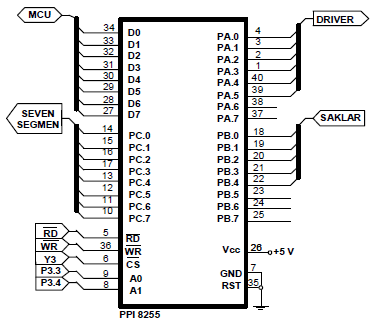 MCU
34 D0
33 D1
32 D2
31 D3
30 D4
29 D5
28 D6
27 D7
SEVEN
SEGMEN
14 PC.0
15 PC.1
16 PC.2
17 PC.3
13 PC.4
12 PC.5
11 PC.6
10 PC.7
RD 5 RD
WR 36 WR
Y3 6 CS
P3.3 9 A0
P3.4 8 A1
PA.0 4
PA.1 3
PA.2 2
PA.3 1
PA.4 40
PA.5 39
PA.6 38
PA.7 37
DRIVER
PB.0 18
PB.1 19
PB.2 20
PB.3 21
PB.4 22
PB.5 23
PB.6 24
PB.7 25
SAKLAR
Vcc 26 +5 V
GND 7
RST 35
PPI 8255